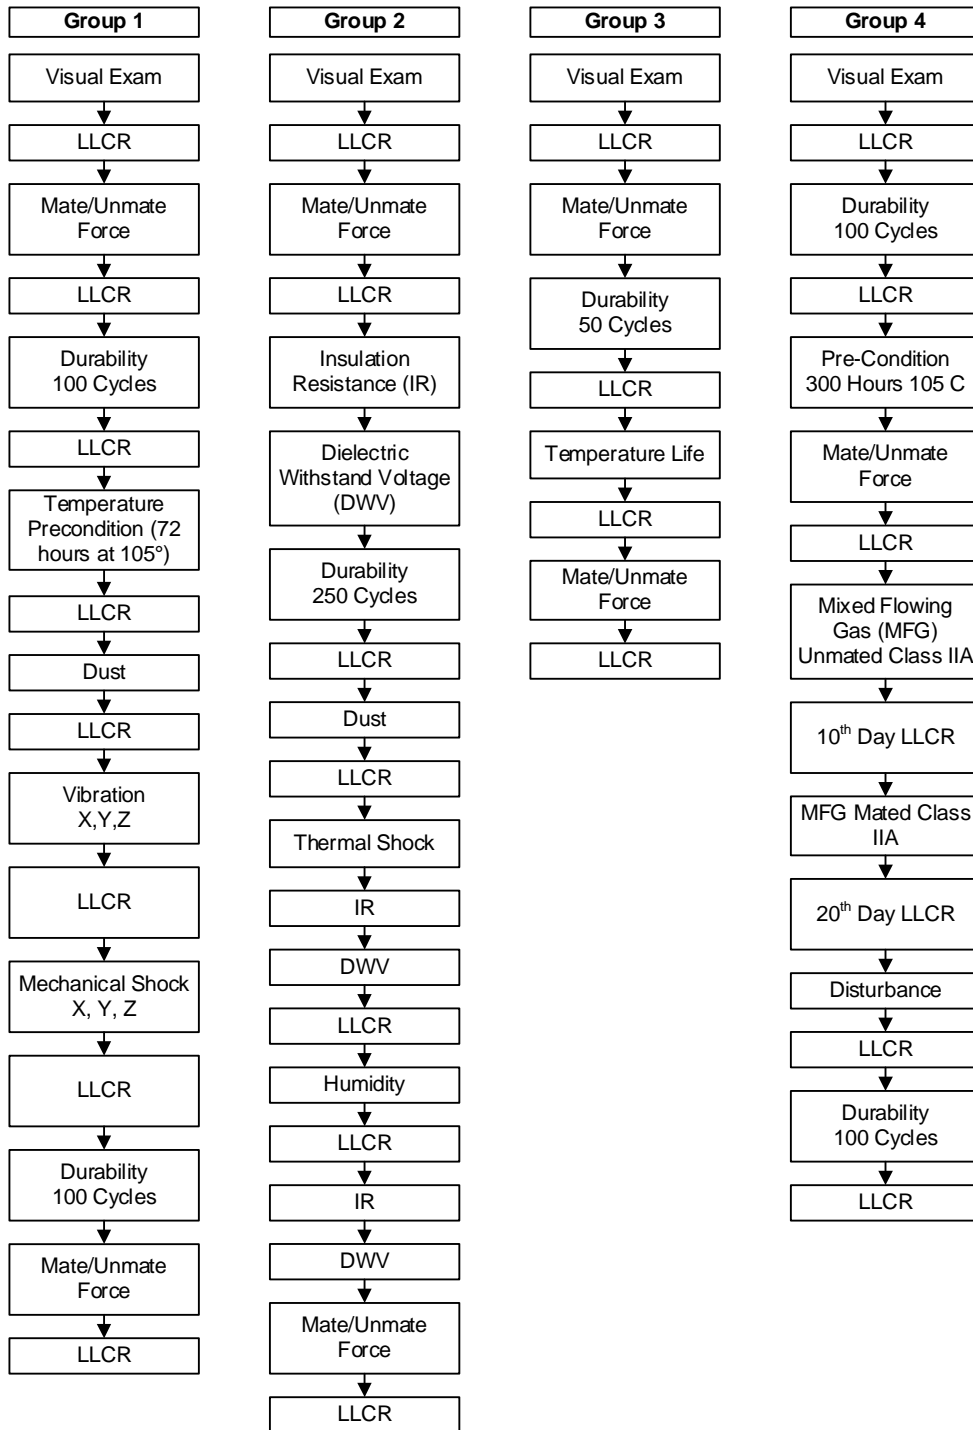 Group 1
Visual Exam
LLCR
Mate/Unmate
Force
LLCR
Durability
100 Cycles
LLCR
Temperature
Precondition (72
hours at 105°)
LLCR
Dust
LLCR
Vibration
X,Y,Z
LLCR
Mechanical Shock
X, Y, Z
LLCR
Durability
100 Cycles
Mate/Unmate
Force
LLCR
Group 2
Visual Exam
LLCR
Mate/Unmate
Force
LLCR
Insulation
Resistance (IR)
Dielectric
Withstand Voltage
(DWV)
Durability
250 Cycles
LLCR
Dust
LLCR
Thermal Shock
IR
DWV
LLCR
Humidity
LLCR
IR
DWV
Mate/Unmate
Force
LLCR
Group 3
Visual Exam
LLCR
Mate/Unmate
Force
Durability
50 Cycles
LLCR
Temperature Life
LLCR
Mate/Unmate
Force
LLCR
Group 4
Visual Exam
LLCR
Durability
100 Cycles
LLCR
Pre-Condition
300 Hours 105 C
Mate/Unmate
Force
LLCR
Mixed Flowing
Gas (MFG)
Unmated Class IIA
10th Day LLCR
MFG Mated Class
IIA
20th Day LLCR
Disturbance
LLCR
Durability
100 Cycles
LLCR